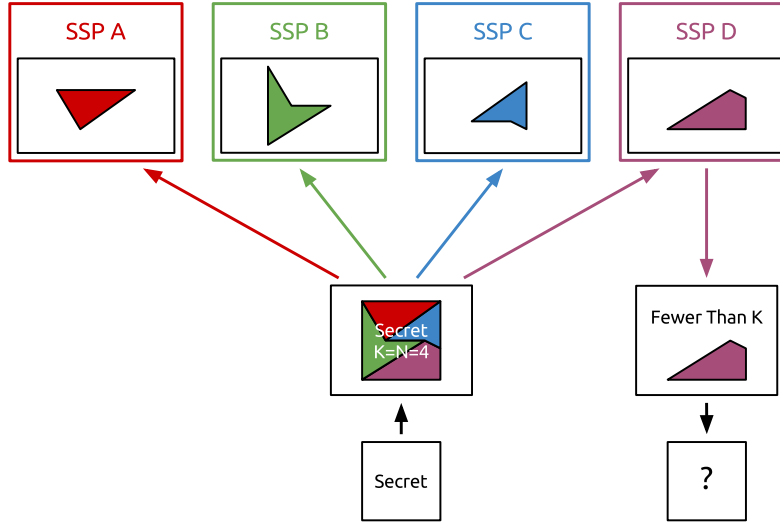 SSP A
SSP B
SSP C
SSP D
Secret
K=N=4
Fewer Than K
Secret
?